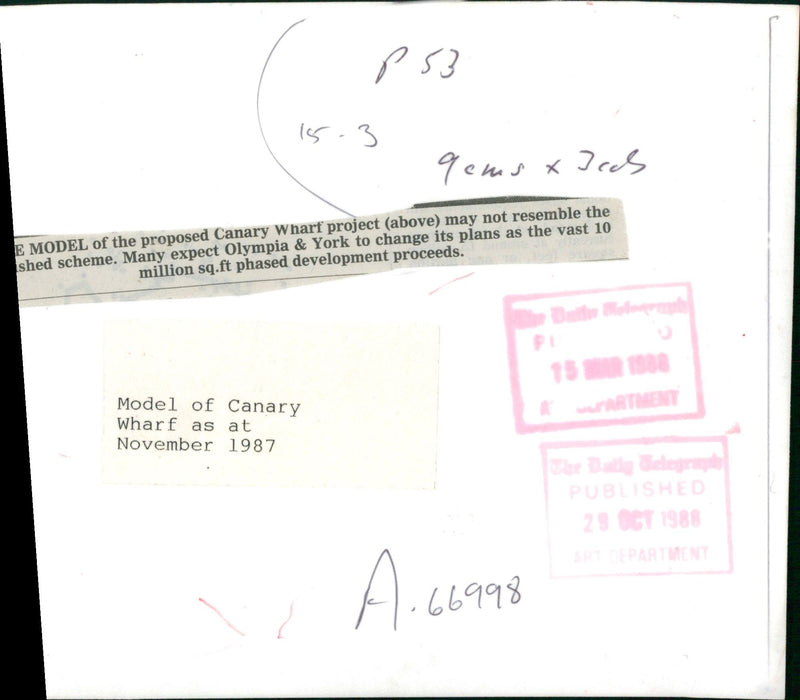 P 53
15-3
9cms x 3cols
E MODEL of the proposed Canary Wharf project (above) may not resemble the
shed scheme. Many expect Olympia & York to change its plans as the vast 10
million sq.ft phased development proceeds.
The Daily Telegraph
15 MAR 1988
DEPARTMENT
Model of Canary
Wharf as at
November 1987
The Daily Telegraph
PUBLISHED
29 OCT 1988
ART DEPARTMENT
A.66998